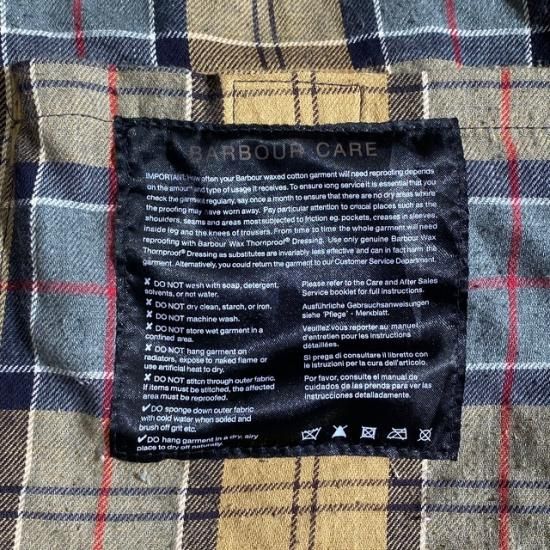 BARBOUR CARE
IMPORTANT: How often your Barbour waxed cotton garment will need reproofing depends
on the amount and type of usage it receives. To ensure long service it is essential that you
check the garment regularly, say once a month to ensure that there are no dry areas where
the proofing may have worn away. Pay particular attention to critical places such as the
shoulders, seams and areas most subjected to friction eg. pockets, creases in sleeves,
inside leg and the knees of trousers. From time to time the whole garment will need
reproofing with Barbour Wax Thornproof® Dressing. Use only genuine Barbour Wax
Thornproof® Dressing as substitutes are invariably less effective and can in fact harm the
garment. Alternatively, you could return the garment to our Customer Service Department.
✘ DO NOT wash with soap, detergent,
solvents, or hot water.
✘ DO NOT dry clean, starch, or iron.
✘ DO NOT machine wash.
✘ DO NOT store wet garment in a
confined area.
✘ DO NOT hang garment on
radiators, expose to naked flame or
use artificial heat to dry.
✘ DO NOT stitch through outer fabric.
If items must be stitched, the affected
area must be reproofed.
✓ DO sponge down outer fabric
with cold water when soiled and
brush off grit etc.
✓ DO hang garment in a dry, airy
place to dry off naturally.
Please refer to the Care and After Sales
Service booklet for full instructions.
Ausführliche Gebrauchsanweisungen
siehe "Pflege" - Merkblatt.
Veuillez vous reporter au manuel
d'entretien pour les instructions
détaillées.
Si prega di consultare il libretto con
le istruzioni per la cura dell'articolo.
Por favor, consulte el manual de
cuidados de las prendas para ver las
instrucciones detalladamente.